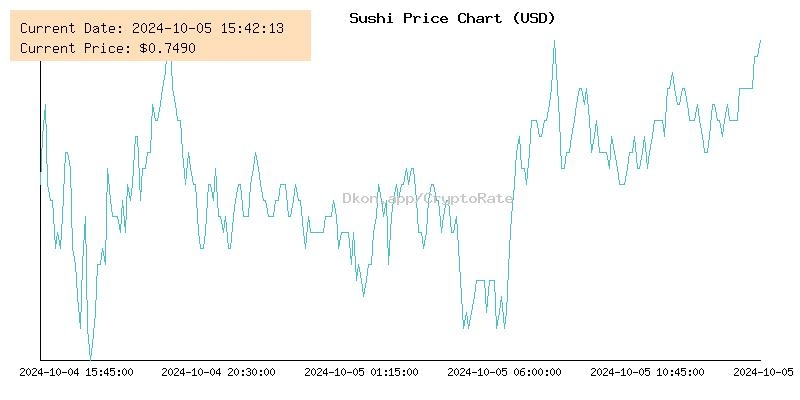 Sushi Price Chart (USD)
Current Date: 2024-10-05 15:42:13
Current Price: $0.7490
Dkon.app/CryptoRate
2024-10-04 15:45:00 2024-10-04 20:30:00 2024-10-05 01:15:00 2024-10-05 06:00:00 2024-10-05 10:45:00 2024-10-05